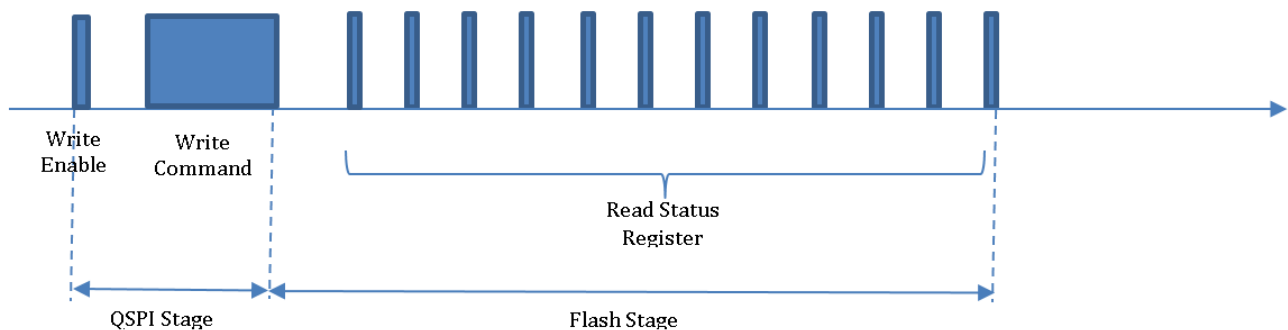 Write
Enable
Write
Command
Read Status
Register
QSPI Stage
Flash Stage